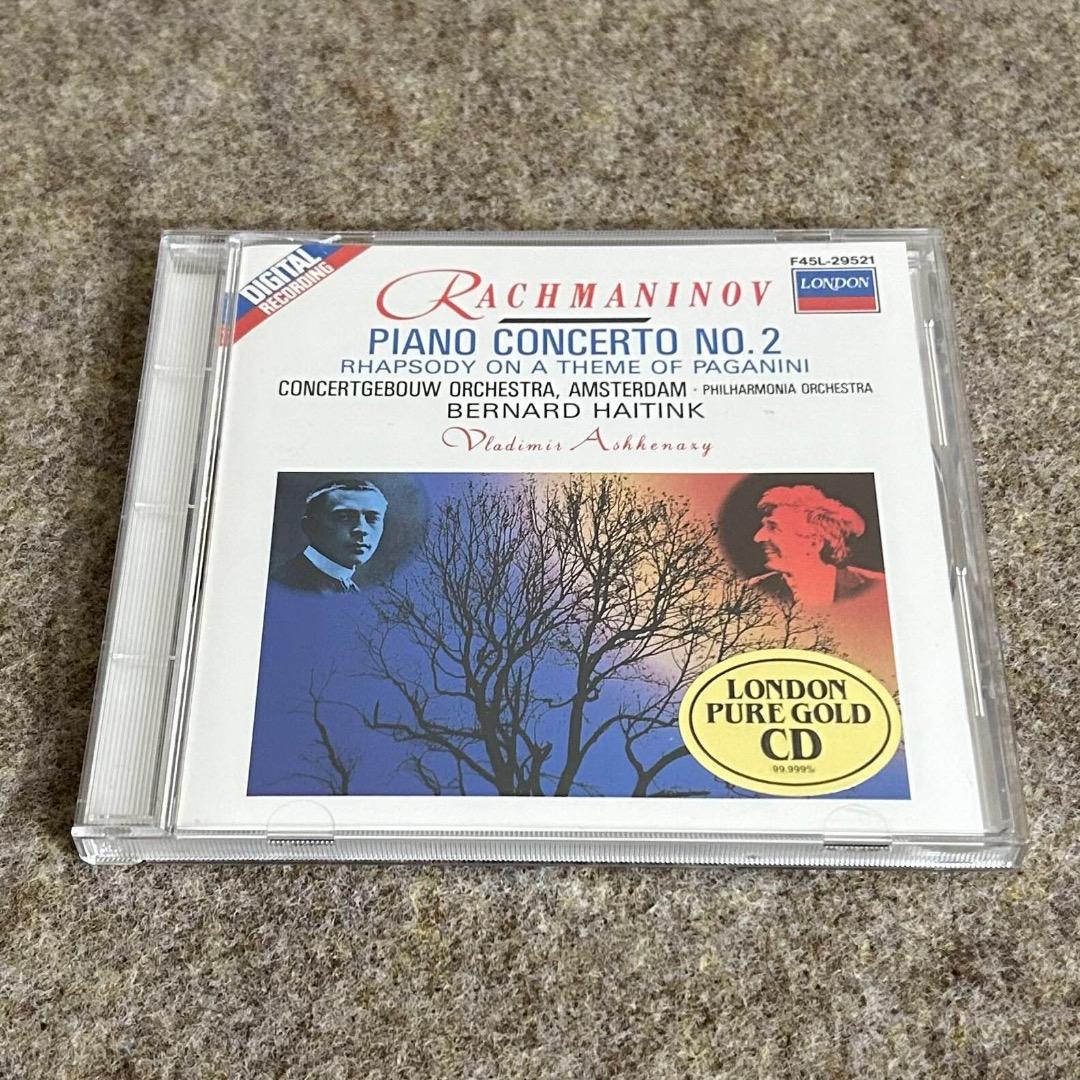 DIGITAL
RECORDING
F45L-29521
LONDON
RACHMANINOV
PIANO CONCERTO NO.2
RHAPSODY ON A THEME OF PAGANINI
CONCERTGEBOUW ORCHESTRA, AMSTERDAM · PHILHARMONIA ORCHESTRA
BERNARD HAITINK
Vladimir Ashkenazy
LONDON
PURE GOLD
CD
99.999%